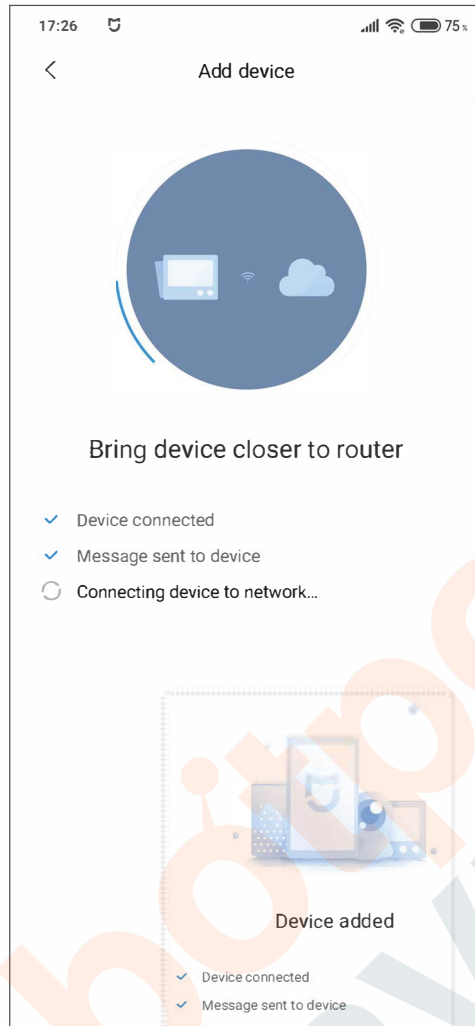 17:26
75%
Add device
Bring device closer to router
Device connected
Message sent to device
Connecting device to network...
Device added
Device connected
Message sent to device